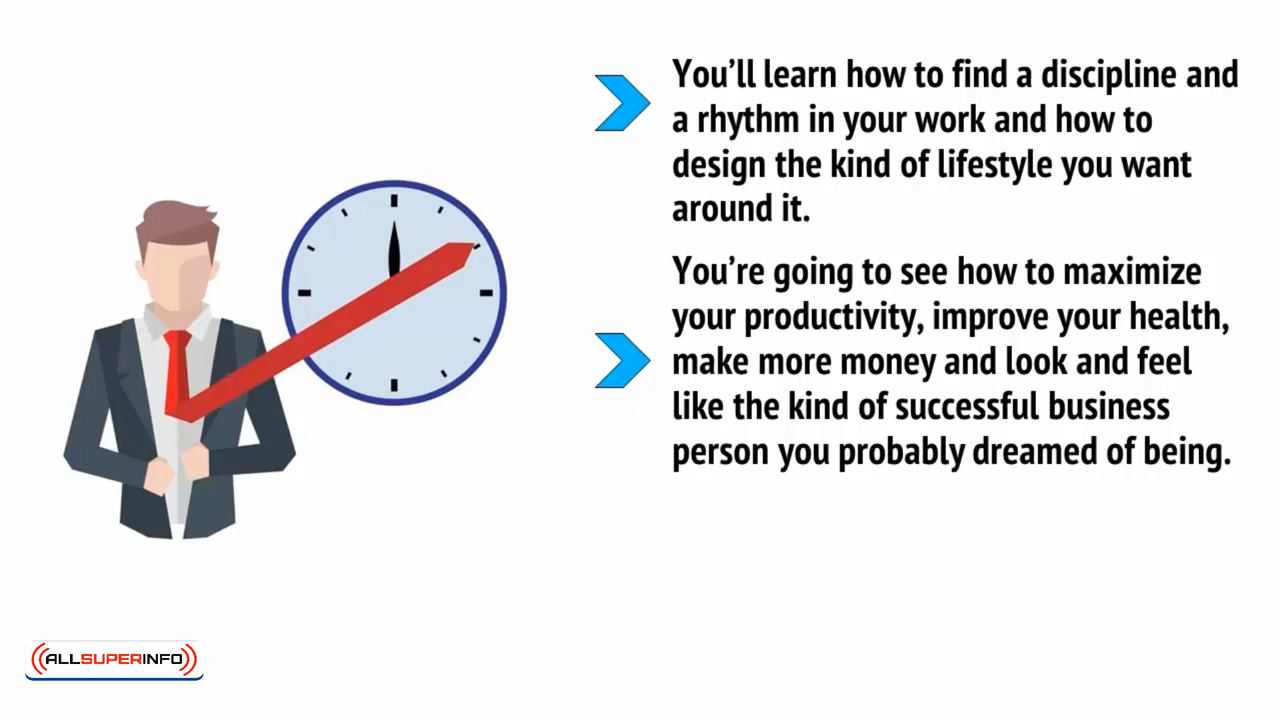 You’ll learn how to find a discipline and
a rhythm in your work and how to
design the kind of lifestyle you want
around it.
You’re going to see how to maximize
your productivity, improve your health,
make more money and look and feel
like the kind of successful business
person you probably dreamed of being.
ALLSUPERINFO